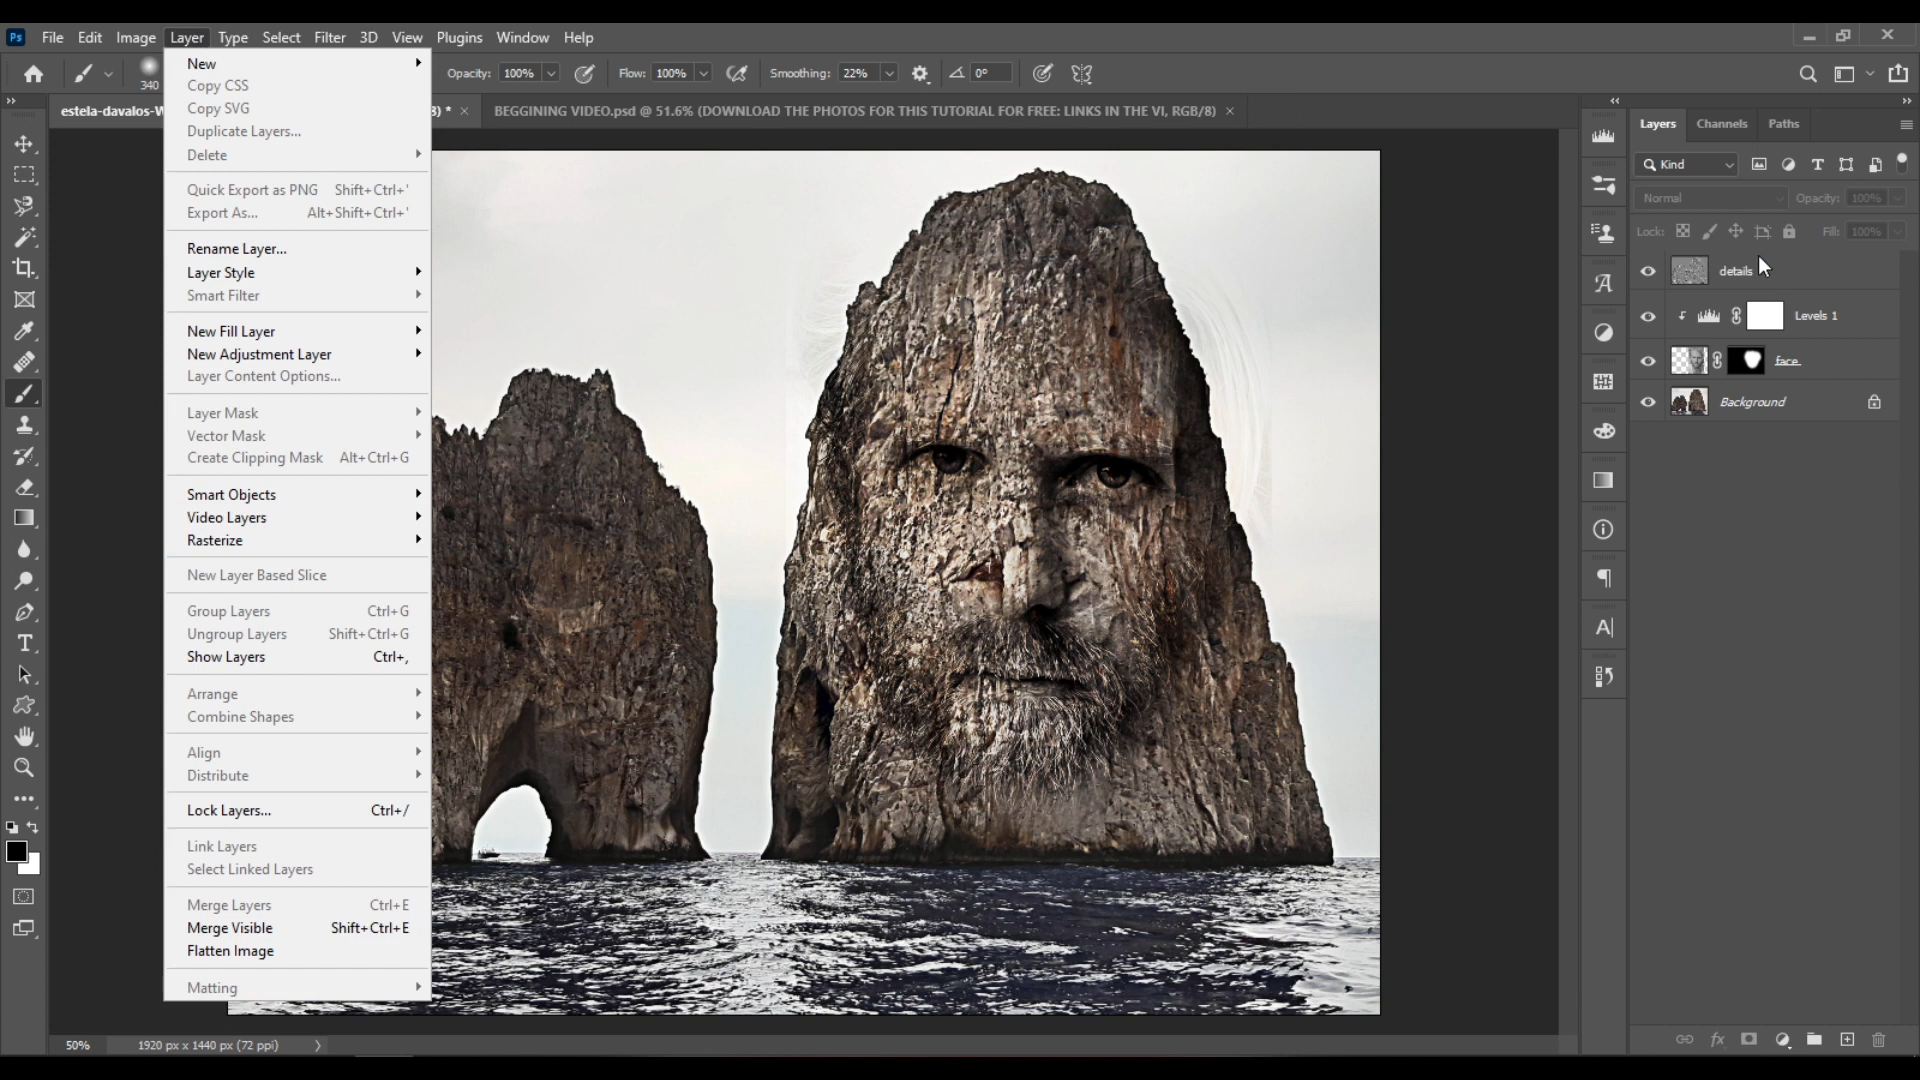 Ps File Edit Image Layer Type Select Filter 3D View Plugins Window Help
340 Opacity: 100% Flow: 100% Smoothing: 22% 0°
estela-davalos-W 8) * × BEGGINING VIDEO.psd @ 51.6% (DOWNLOAD THE PHOTOS FOR THIS TUTORIAL FOR FREE: LINKS IN THE VI, RGB/8) ×
New
Copy CSS
Copy SVG
Duplicate Layers...
Delete
Quick Export as PNG Shift+Ctrl+'
Export As... Alt+Shift+Ctrl+'
Rename Layer...
Layer Style
Smart Filter
New Fill Layer
New Adjustment Layer
Layer Content Options...
Layer Mask
Vector Mask
Create Clipping Mask Alt+Ctrl+G
Smart Objects
Video Layers
Rasterize
New Layer Based Slice
Group Layers Ctrl+G
Ungroup Layers Shift+Ctrl+G
Show Layers Ctrl+,
Arrange
Combine Shapes
Align
Distribute
Lock Layers... Ctrl+/
Link Layers
Select Linked Layers
Merge Layers Ctrl+E
Merge Visible Shift+Ctrl+E
Flatten Image
Matting
Layers Channels Paths
Kind
Normal Opacity: 100%
Lock: Fill: 100%
details
Levels 1
face
Background
50% 1920 px x 1440 px (72 ppi)